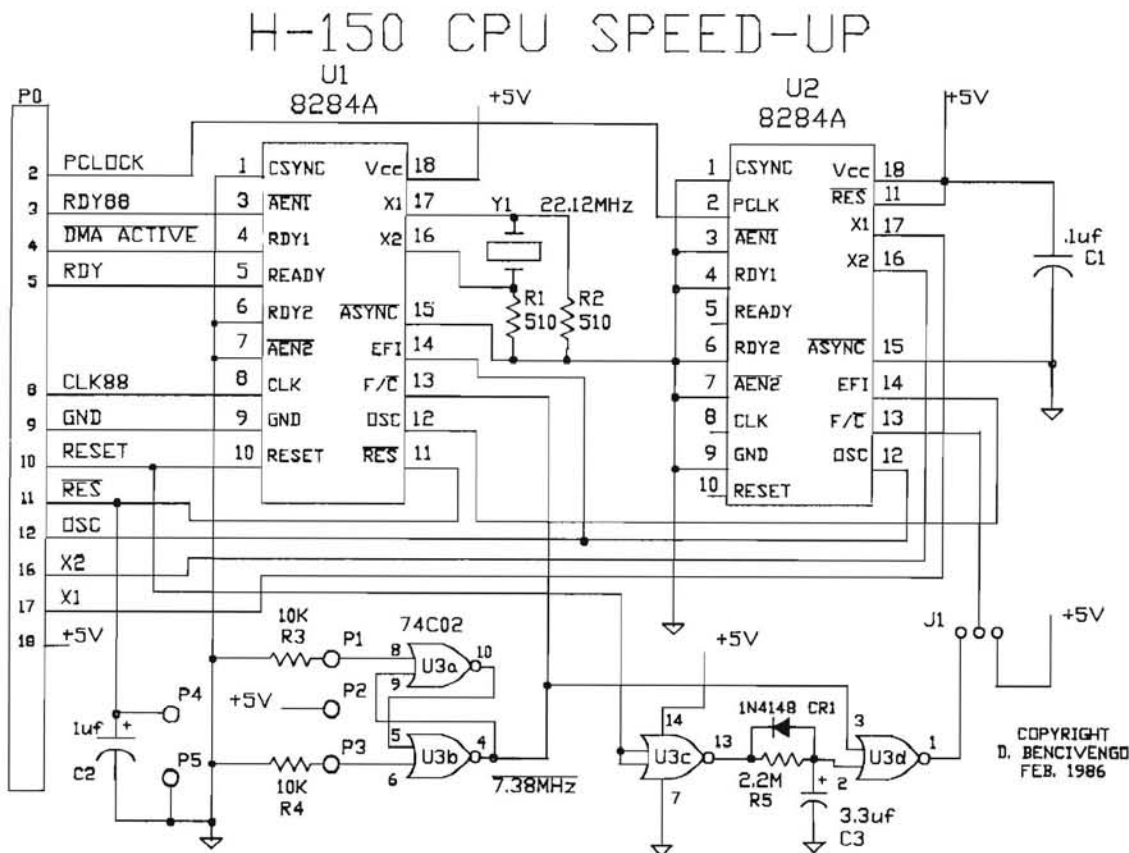 H-150 CPU SPEED-UP
P0
2 PCLOCK
3 RDY88
4 DMA ACTIVE
5 RDY
8 CLK88
9 GND
10 RESET
11 RES
12 OSC
16 X2
17 X1
18 +5V
U1
8284A
+5V
1 CSYNC
3 AEN1
4 RDY1
5 READY
6 RDY2
7 AEN2
8 CLK
9 GND
10 RESET
Vcc 18
X1 17
X2 16
ASYNC 15
EFI 14
F/C 13
OSC 12
RES 11
Y1 22.12MHz
R1
510
R2
510
U2
8284A
+5V
1 CSYNC
2 PCLK
3 AEN1
4 RDY1
5 READY
6 RDY2
7 AEN2
8 CLK
9 GND
10 RESET
Vcc 18
RES 11
X1 17
X2 16
ASYNC 15
EFI 14
F/C 13
OSC 12
.1uf
C1
10K
R3
P1
74C02
8
9
U3a
10
+5V
P2
P4
P5
1uf
+
C2
P3
10K
R4
5
6
U3b
4
7.38MHz
+5V
14
U3c
13
7
1N4148 CR1
2.2M
R5
+
3.3uf
C3
3
2
U3d
1
J1
+5V
COPYRIGHT
D. BENCIVENGO
FEB. 1986